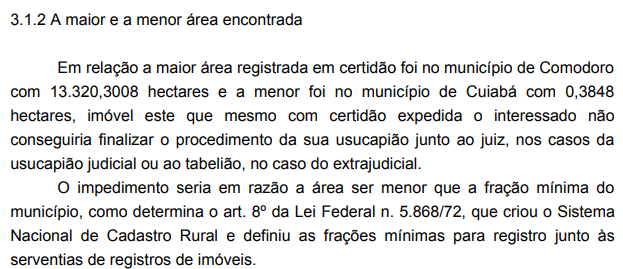 3.1.2 A maior e a menor área encontrada
Em relação a maior área registrada em certidão foi no município de Comodoro
com 13.320,3008 hectares e a menor foi no município de Cuiabá com 0,3848
hectares, imóvel este que mesmo com certidão expedida o interessado não
conseguiria finalizar o procedimento da sua usucapião junto ao juiz, nos casos da
usucapião judicial ou ao tabelião, no caso do extrajudicial.
O impedimento seria em razão a área ser menor que a fração mínima do
município, como determina o art. 8º da Lei Federal n. 5.868/72, que criou o Sistema
Nacional de Cadastro Rural e definiu as frações mínimas para registro junto às
serventias de registros de imóveis.